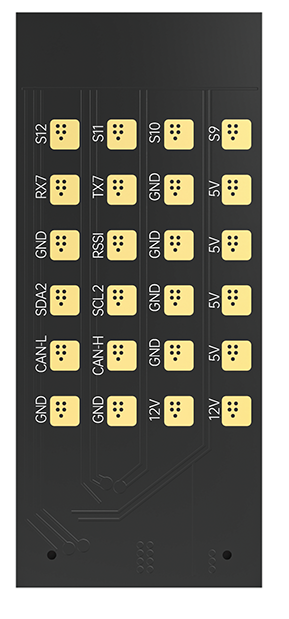 S12 S11 S10 S9
RX7 TX7 GND 5V
GND RSSI GND 5V
SDA2 SCL2 GND 5V
CAN-L CAN-H GND 5V
GND GND 12V 12V